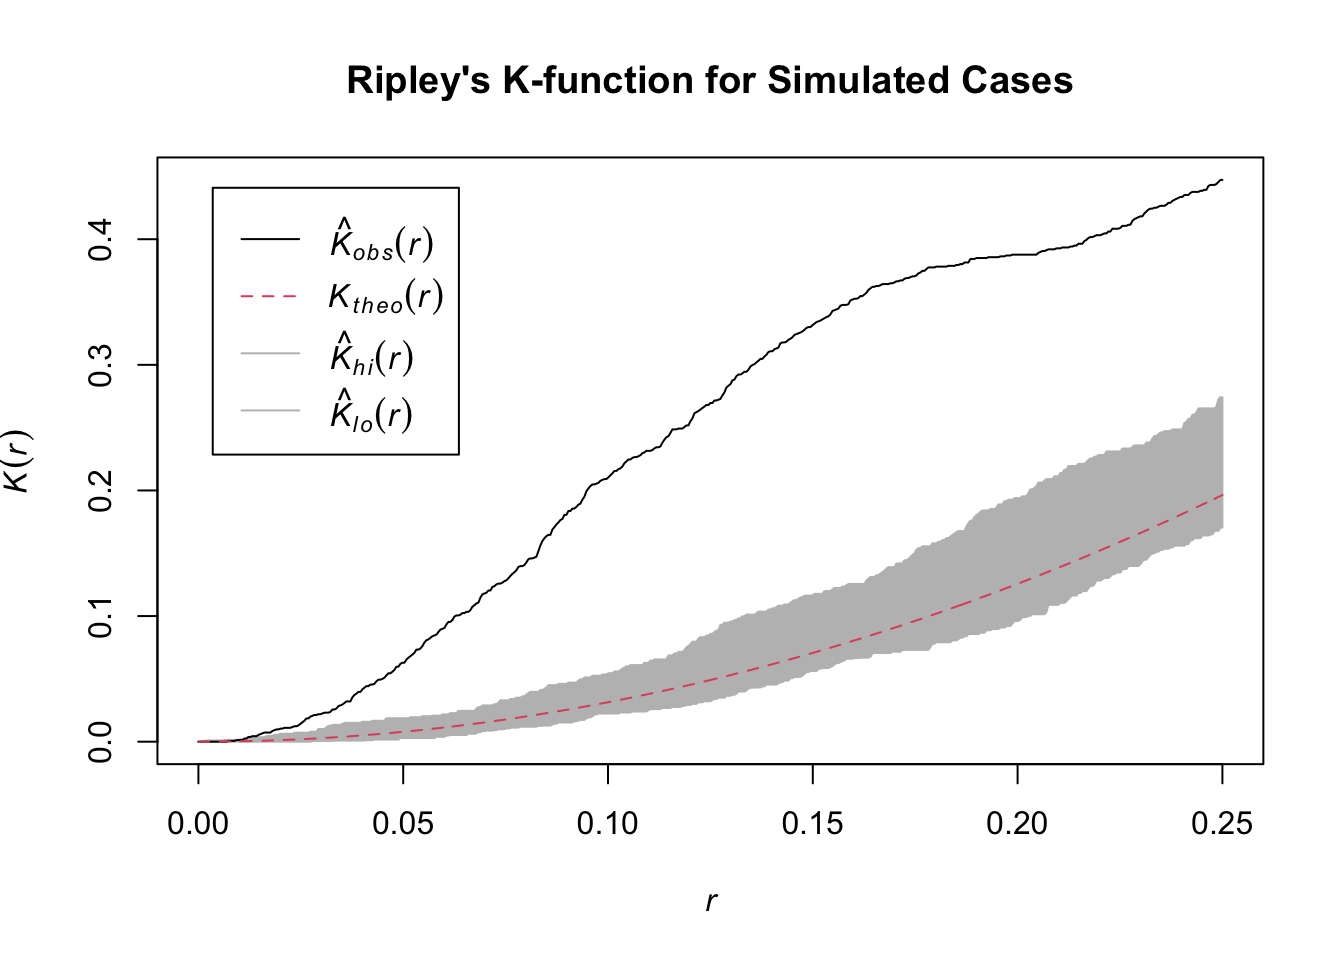 Ripley's K-function for Simulated Cases
K(r)
0.4
0.3
0.2
0.1
0.0
K̂obs(r)
Ktheo(r)
K̂hi(r)
K̂lo(r)
0.00 0.05 0.10 0.15 0.20 0.25
r